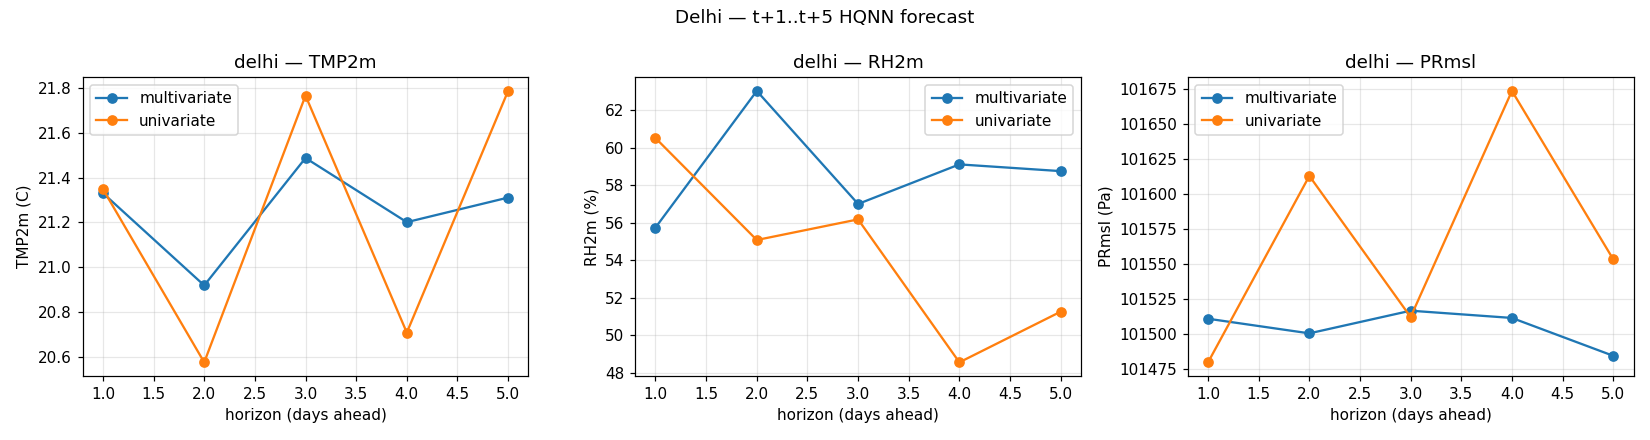 Delhi — t+1..t+5 HQNN forecast
delhi — TMP2m
multivariate
univariate
TMP2m (C)
21.8
21.6
21.4
21.2
21.0
20.8
20.6
1.0 1.5 2.0 2.5 3.0 3.5 4.0 4.5 5.0
horizon (days ahead)
delhi — RH2m
multivariate
univariate
RH2m (%)
62
60
58
56
54
52
50
48
1.0 1.5 2.0 2.5 3.0 3.5 4.0 4.5 5.0
horizon (days ahead)
delhi — PRmsl
multivariate
univariate
PRmsl (Pa)
101675
101650
101625
101600
101575
101550
101525
101500
101475
1.0 1.5 2.0 2.5 3.0 3.5 4.0 4.5 5.0
horizon (days ahead)